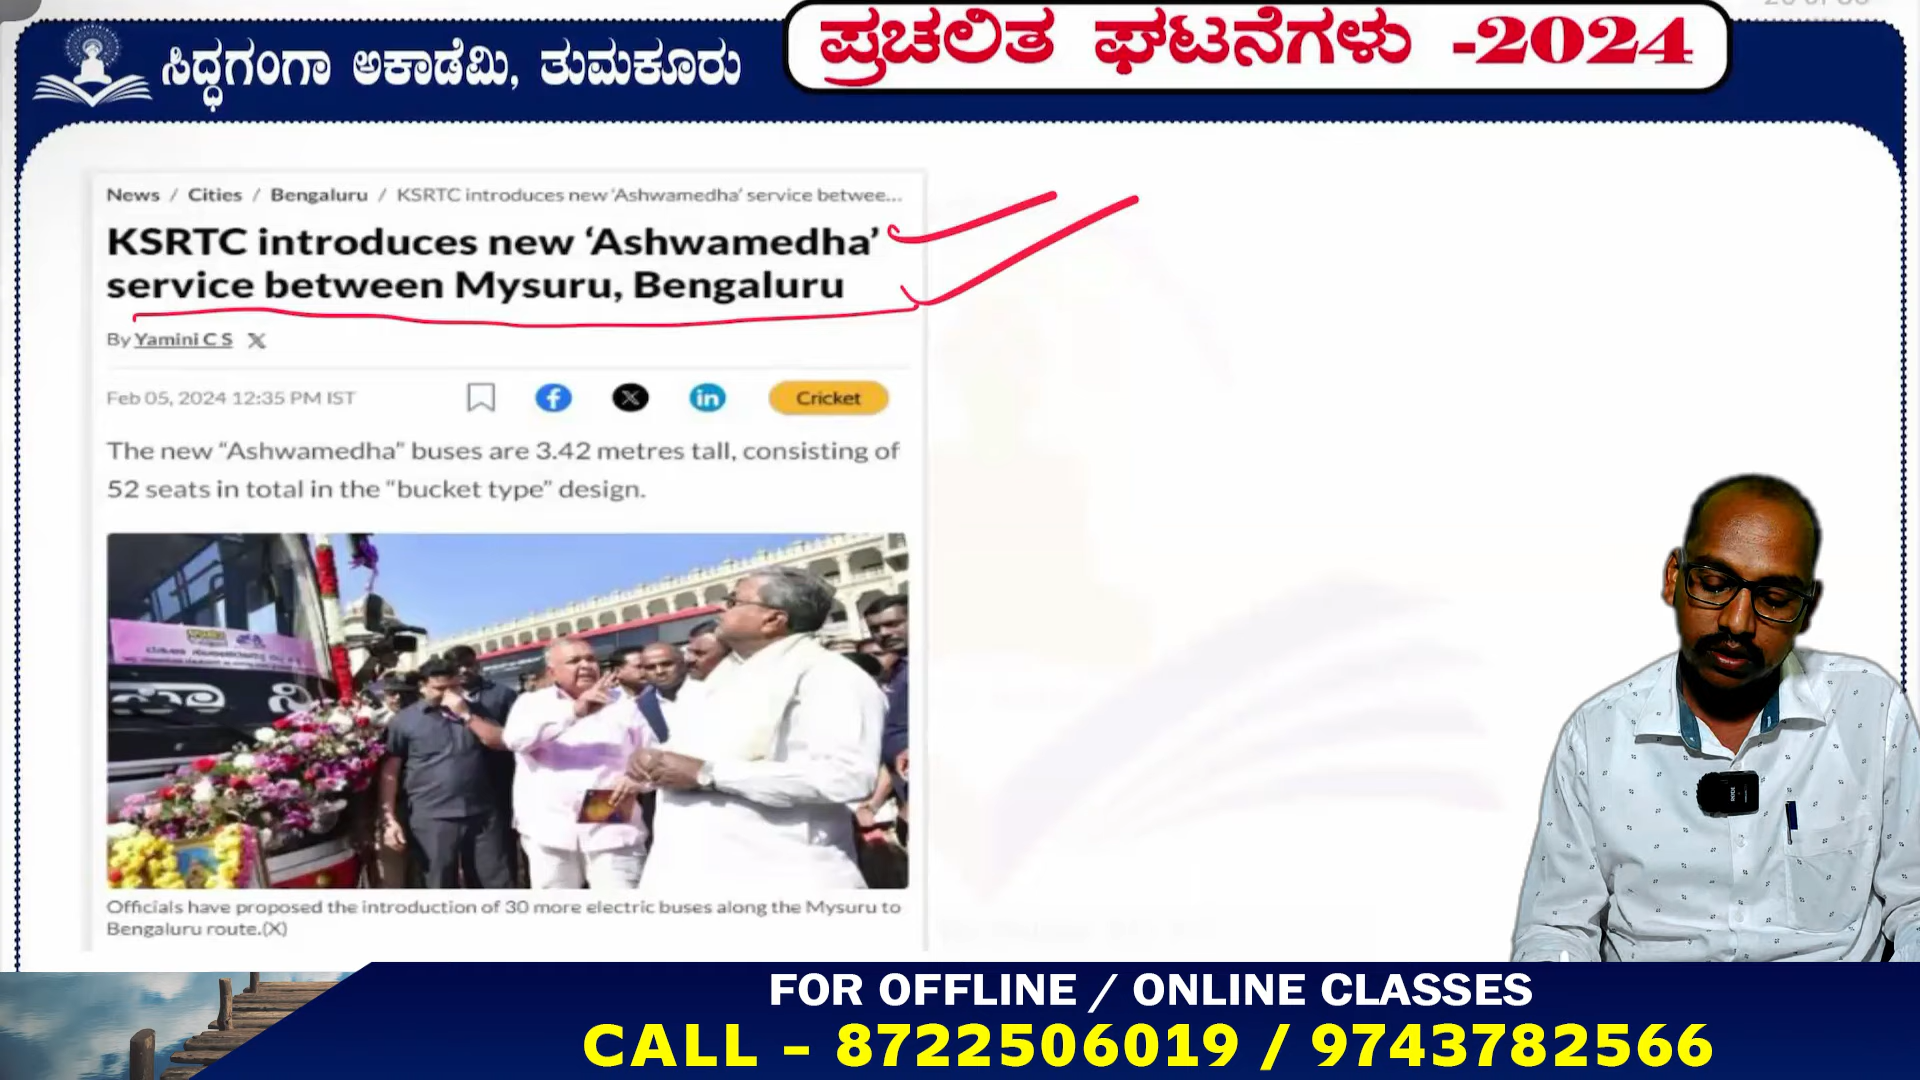 ಸಿದ್ಧಗಂಗಾ ಅಕಾಡೆಮಿ, ತುಮಕೂರು
ಪ್ರಚಲಿತ ಘಟನೆಗಳು -2024
News / Cities / Bengaluru / KSRTC introduces new ‘Ashwamedha’ service betwee...
KSRTC introduces new ‘Ashwamedha’
service between Mysuru, Bengaluru
By Yamini C S
Feb 05, 2024 12:35 PM IST
Cricket
The new “Ashwamedha” buses are 3.42 metres tall, consisting of
52 seats in total in the “bucket type” design.
Officials have proposed the introduction of 30 more electric buses along the Mysuru to
Bengaluru route.(X)
FOR OFFLINE / ONLINE CLASSES
CALL – 8722506019 / 9743782566